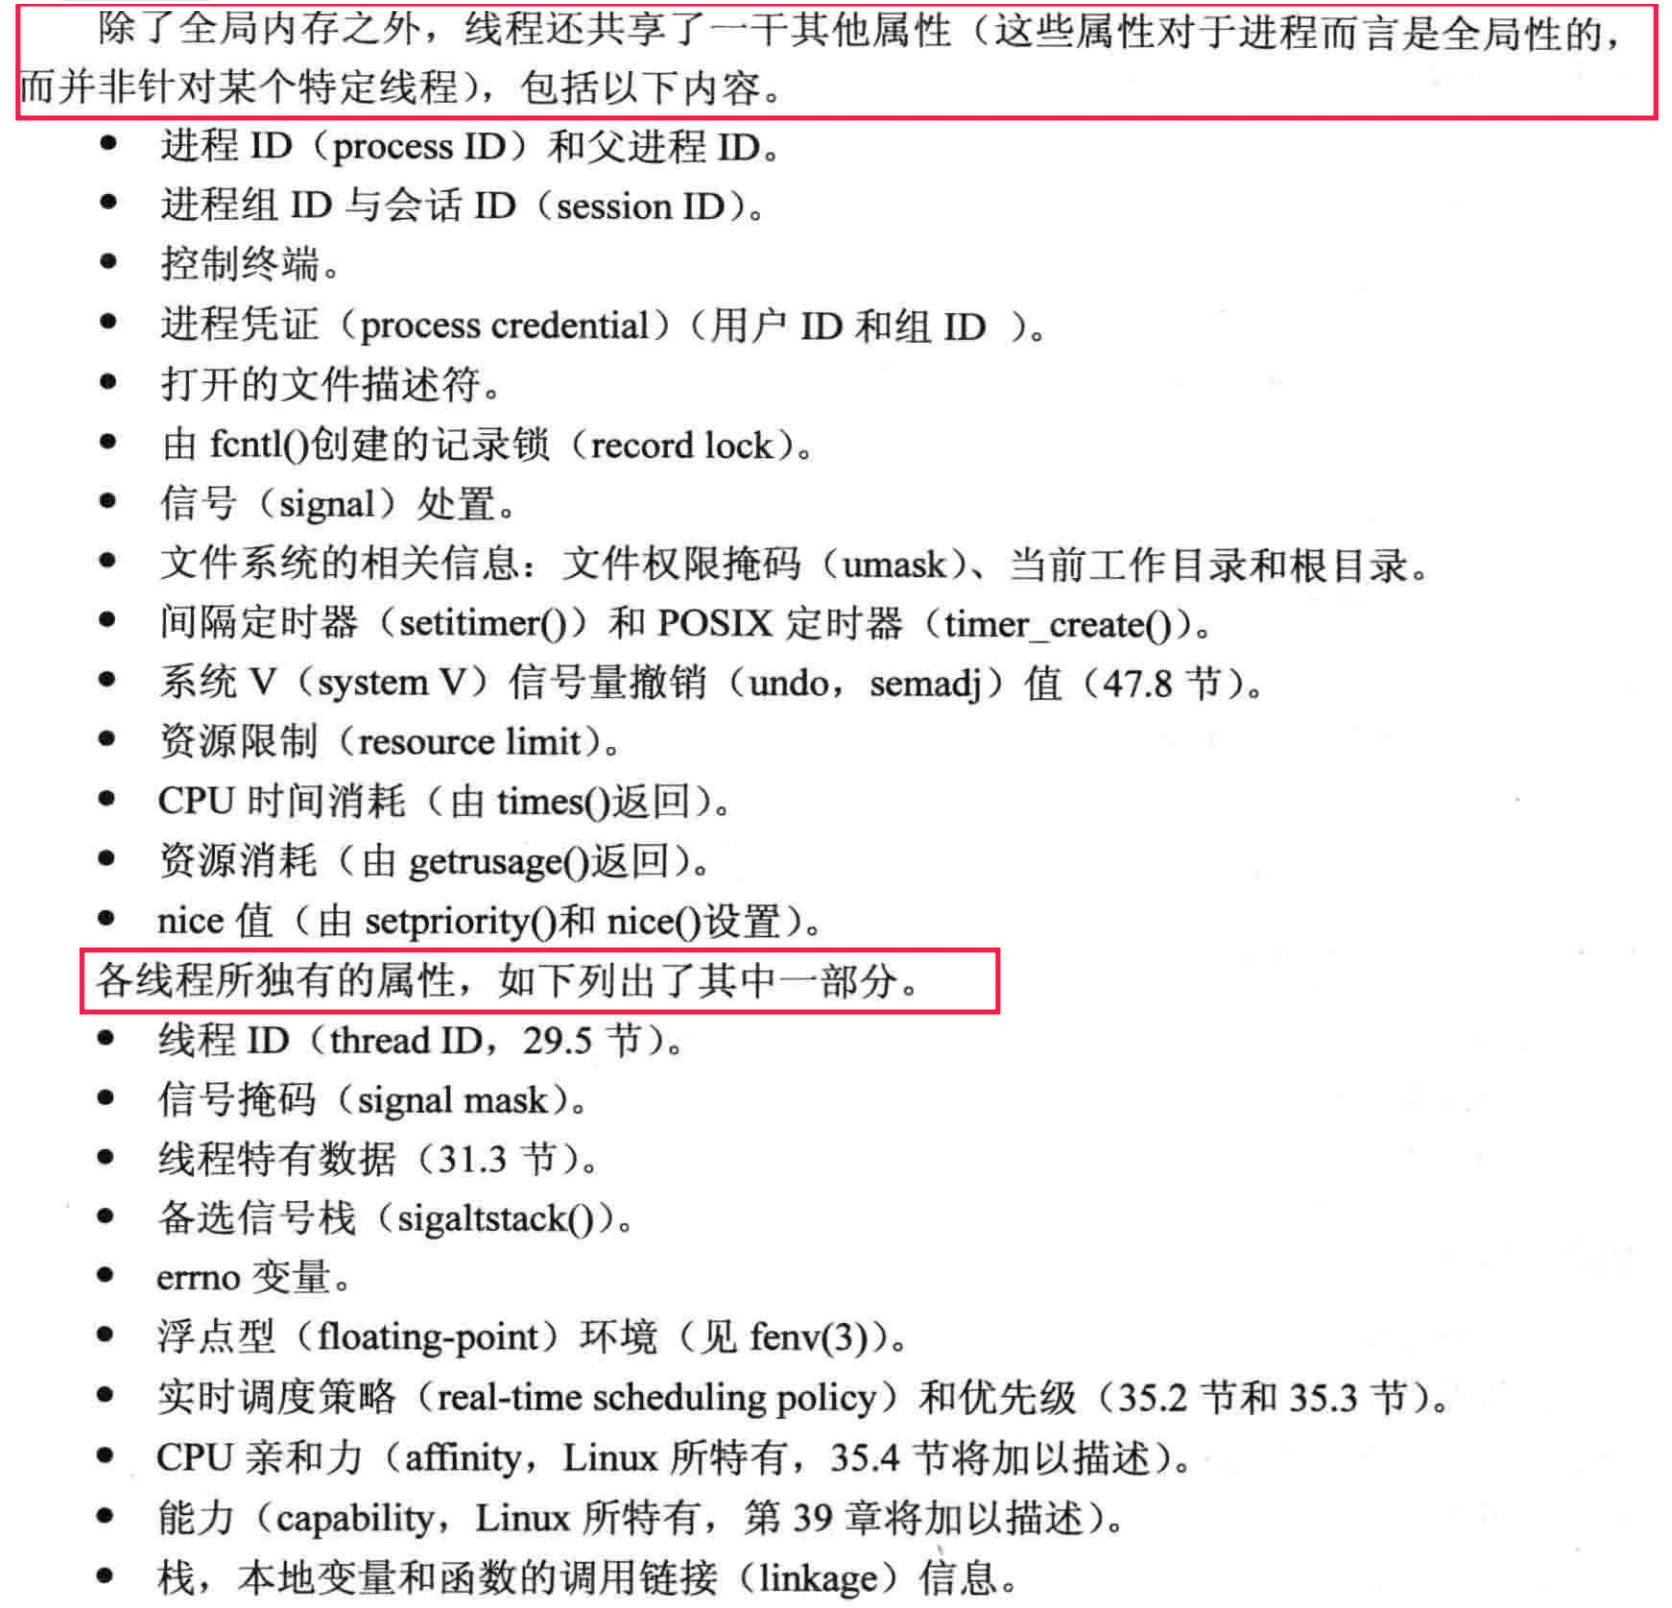 除了全局内存之外，线程还共享了一干其他属性（这些属性对于进程而言是全局性的，
而并非针对某个特定线程），包括以下内容。
● 进程 ID（process ID）和父进程 ID。
● 进程组 ID 与会话 ID（session ID）。
● 控制终端。
● 进程凭证（process credential）（用户 ID 和组 ID ）。
● 打开的文件描述符。
● 由 fcntl()创建的记录锁（record lock）。
● 信号（signal）处置。
● 文件系统的相关信息：文件权限掩码（umask）、当前工作目录和根目录。
● 间隔定时器（setitimer()）和 POSIX 定时器（timer_create()）。
● 系统 V（system V）信号量撤销（undo，semadj）值（47.8 节）。
● 资源限制（resource limit）。
● CPU 时间消耗（由 times()返回）。
● 资源消耗（由 getrusage()返回）。
● nice 值（由 setpriority()和 nice()设置）。
各线程所独有的属性，如下列出了其中一部分。
● 线程 ID（thread ID，29.5 节）。
● 信号掩码（signal mask）。
● 线程特有数据（31.3 节）。
● 备选信号栈（sigaltstack()）。
● errno 变量。
● 浮点型（floating-point）环境（见 fenv(3)）。
● 实时调度策略（real-time scheduling policy）和优先级（35.2 节和 35.3 节）。
● CPU 亲和力（affinity，Linux 所特有，35.4 节将加以描述）。
● 能力（capability，Linux 所特有，第 39 章将加以描述）。
● 栈，本地变量和函数的调用链接（linkage）信息。